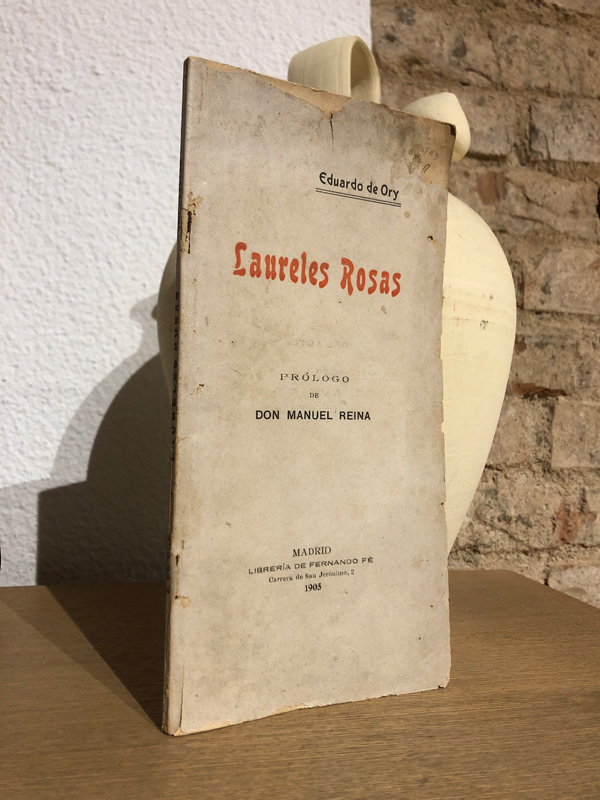 Eduardo de Ory
Laureles Rosas
PRÓLOGO
DE
DON MANUEL REINA
MADRID
LIBRERÍA DE FERNANDO FÉ
Carrera de San Jerónimo, 2
1905